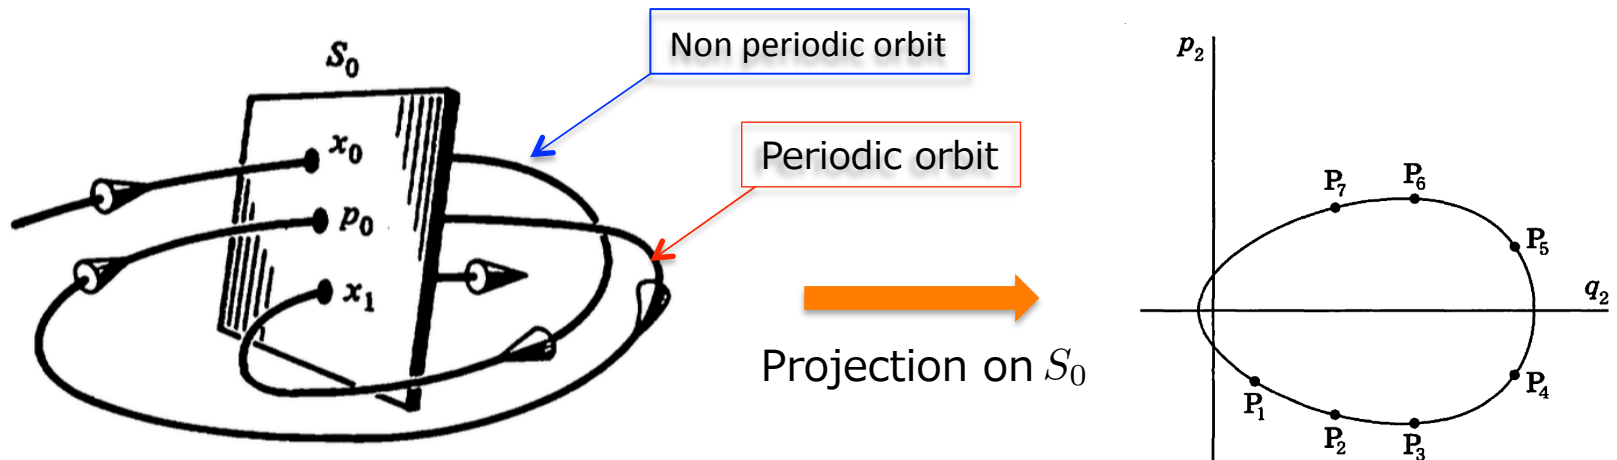 S₀
x₀
p₀
x₁
Non periodic orbit
Periodic orbit
Projection on S₀
p₂
q₂
P₇
P₆
P₅
P₄
P₁
P₂
P₃